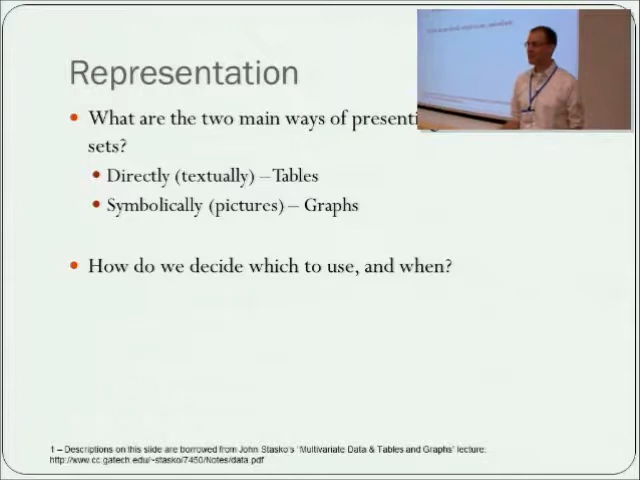 Representation
• What are the two main ways of presenting
sets?
• Directly (textually) – Tables
• Symbolically (pictures) – Graphs
• How do we decide which to use, and when?
1 – Descriptions on this slide are borrowed from John Stasko's "Multivariate Data & Tables and Graphs" lecture:
http://www.cc.gatech.edu/~stasko/7450/Notes/data.pdf